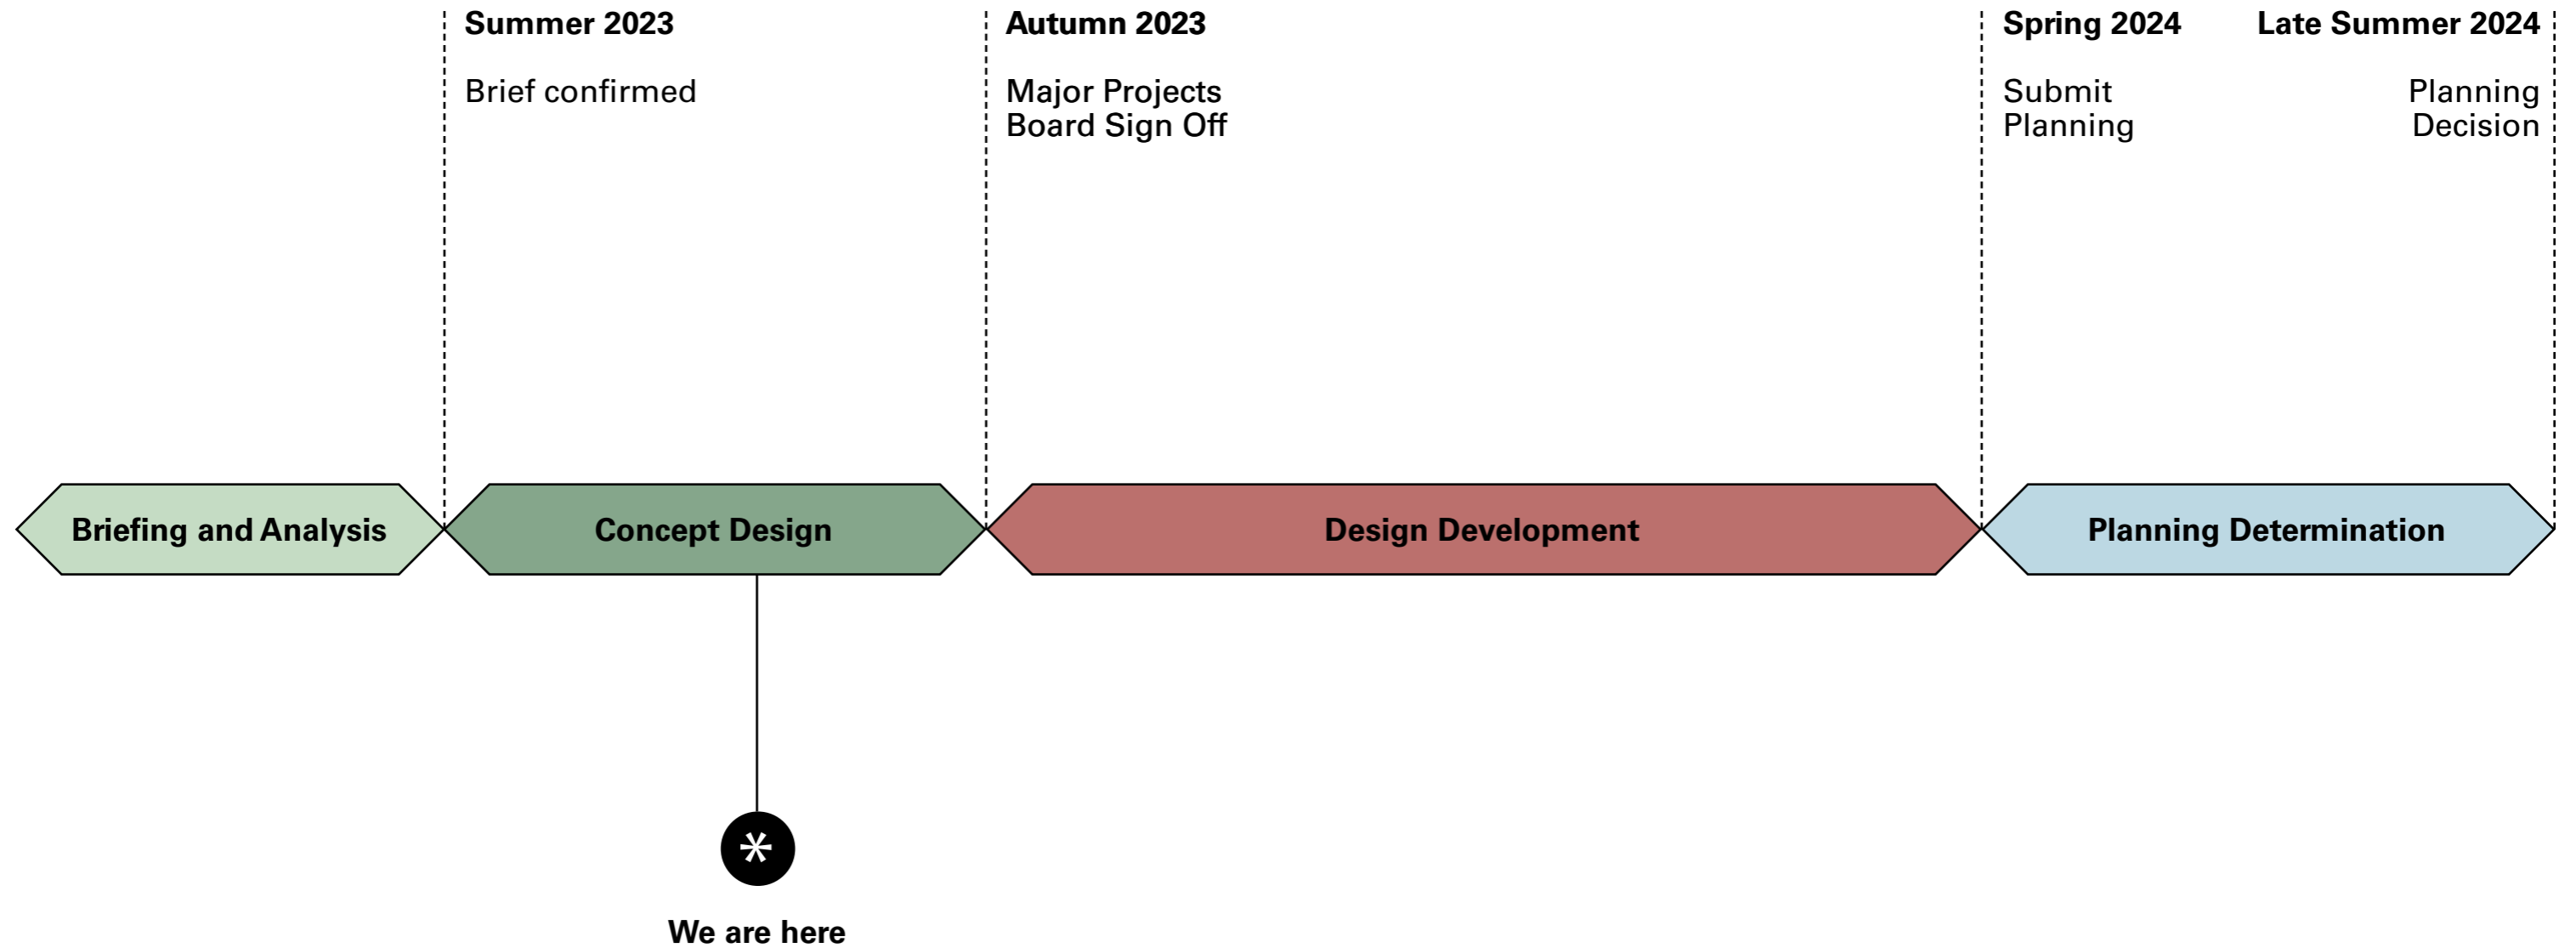 Summer 2023
Brief confirmed
Autumn 2023
Major Projects
Board Sign Off
Spring 2024
Submit
Planning
Late Summer 2024
Planning
Decision
Briefing and Analysis
Concept Design
Design Development
Planning Determination
*
We are here